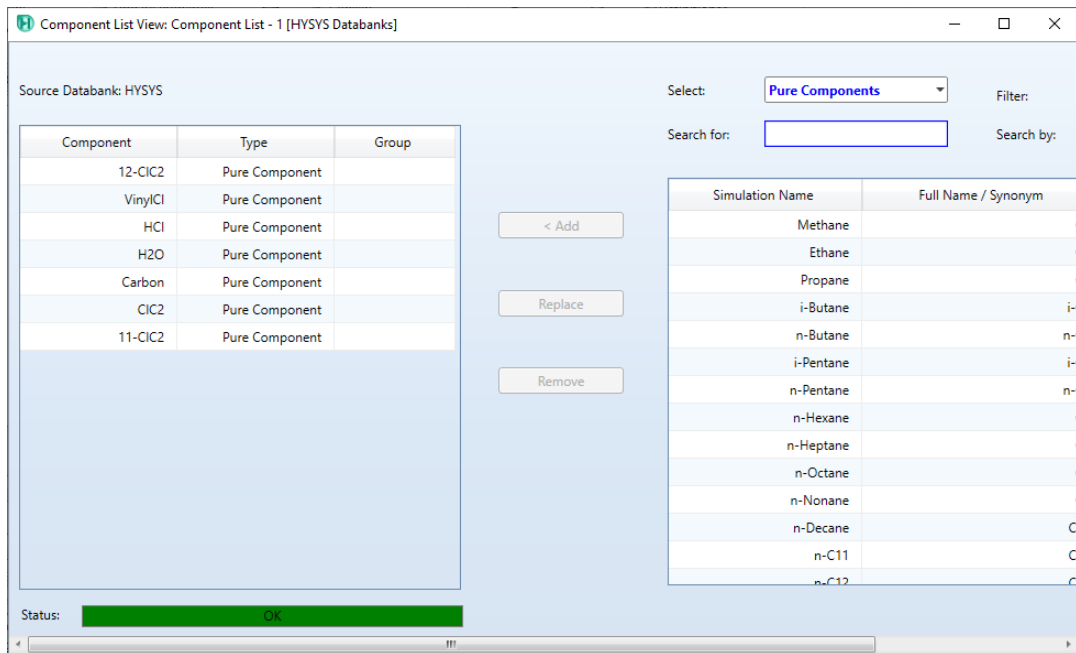 Component List View: Component List - 1 [HYSYS Databanks]
Source Databank: HYSYS
Select: Pure Components Filter:
Search for: Search by:
Component Type Group
12-ClC2 Pure Component
VinylCl Pure Component
HCl Pure Component
H2O Pure Component
Carbon Pure Component
ClC2 Pure Component
11-ClC2 Pure Component
< Add
Replace
Remove
Simulation Name Full Name / Synonym
Methane
Ethane
Propane
i-Butane i-
n-Butane n-
i-Pentane i-
n-Pentane n-
n-Hexane
n-Heptane
n-Octane
n-Nonane
n-Decane C
n-C11 C
n-C12 C
Status: OK